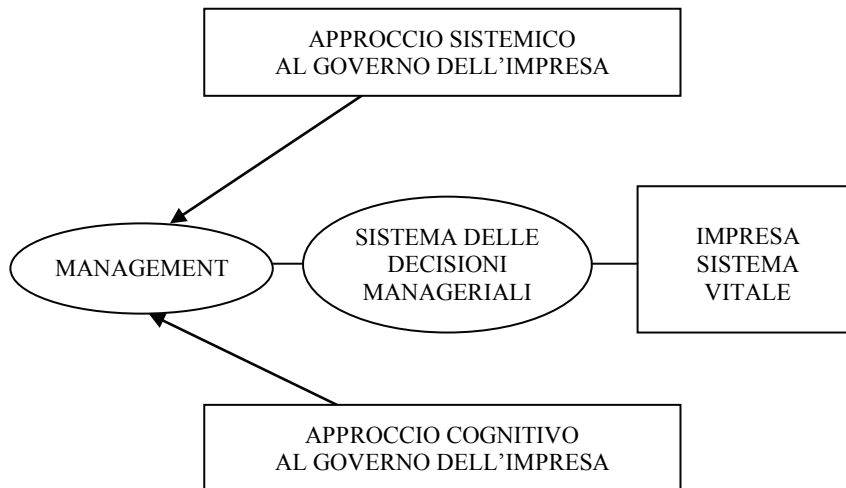 APPROCCIO SISTEMICO
AL GOVERNO DELL’IMPRESA
MANAGEMENT
SISTEMA DELLE
DECISIONI
MANAGERIALI
IMPRESA
SISTEMA
VITALE
APPROCCIO COGNITIVO
AL GOVERNO DELL’IMPRESA